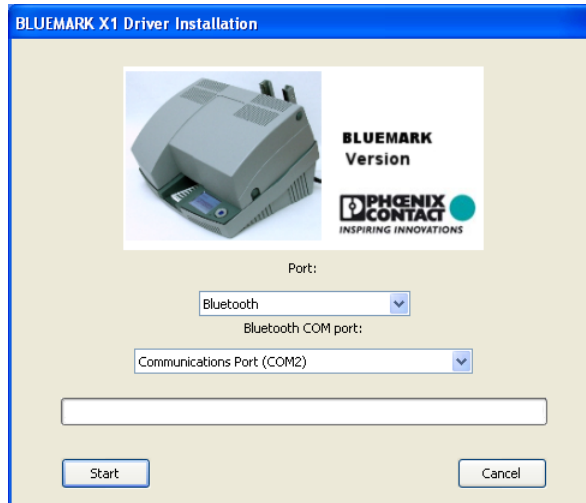 BLUEMARK X1 Driver Installation
BLUEMARK
Version
PHŒNIX
CONTACT
INSPIRING INNOVATIONS
Port:
Bluetooth
Bluetooth COM port:
Communications Port (COM2)
Start
Cancel